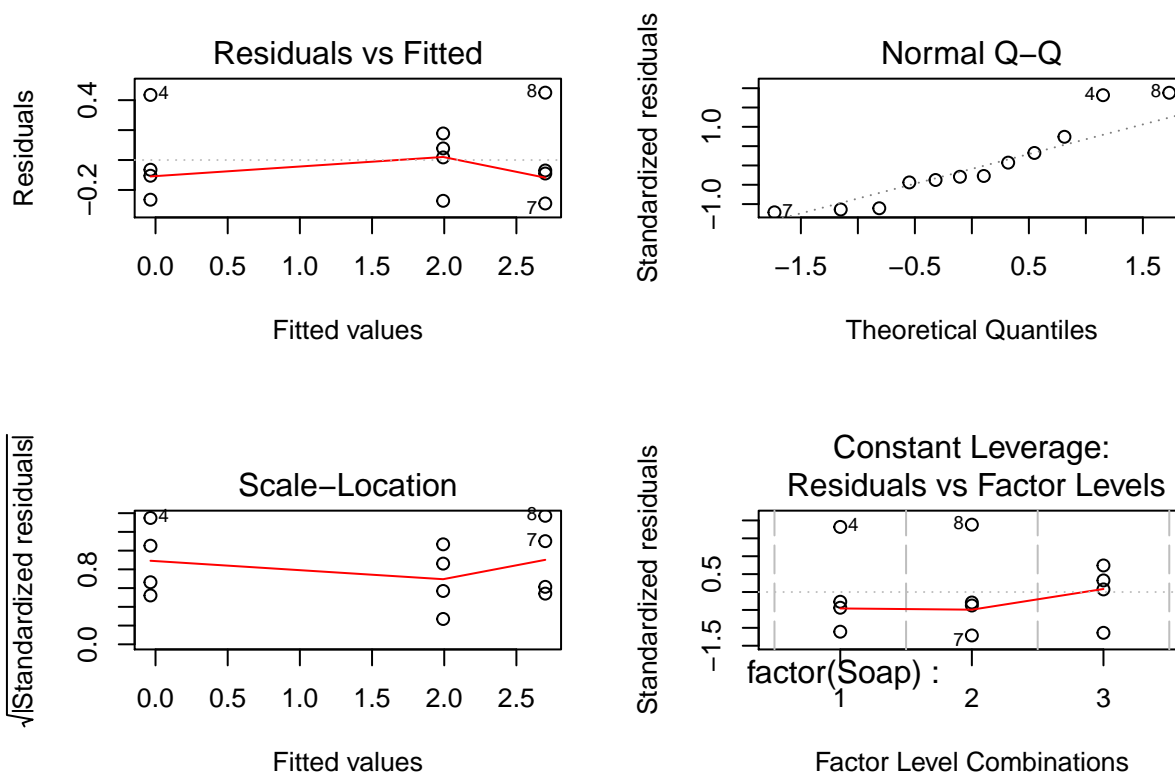 Residuals vs Fitted
Residuals
0.4
−0.2
4
8
7
0.0 0.5 1.0 1.5 2.0 2.5
Fitted values
Normal Q−Q
Standardized residuals
1.0
−1.0
4
8
7
−1.5 −0.5 0.5 1.5
Theoretical Quantiles
Scale−Location
√|Standardized residuals|
0.8
0.0
4
8
7
0.0 0.5 1.0 1.5 2.0 2.5
Fitted values
Constant Leverage:
Residuals vs Factor Levels
Standardized residuals
0.5
−1.5
4
8
7
factor(Soap) :
1 2 3
Factor Level Combinations